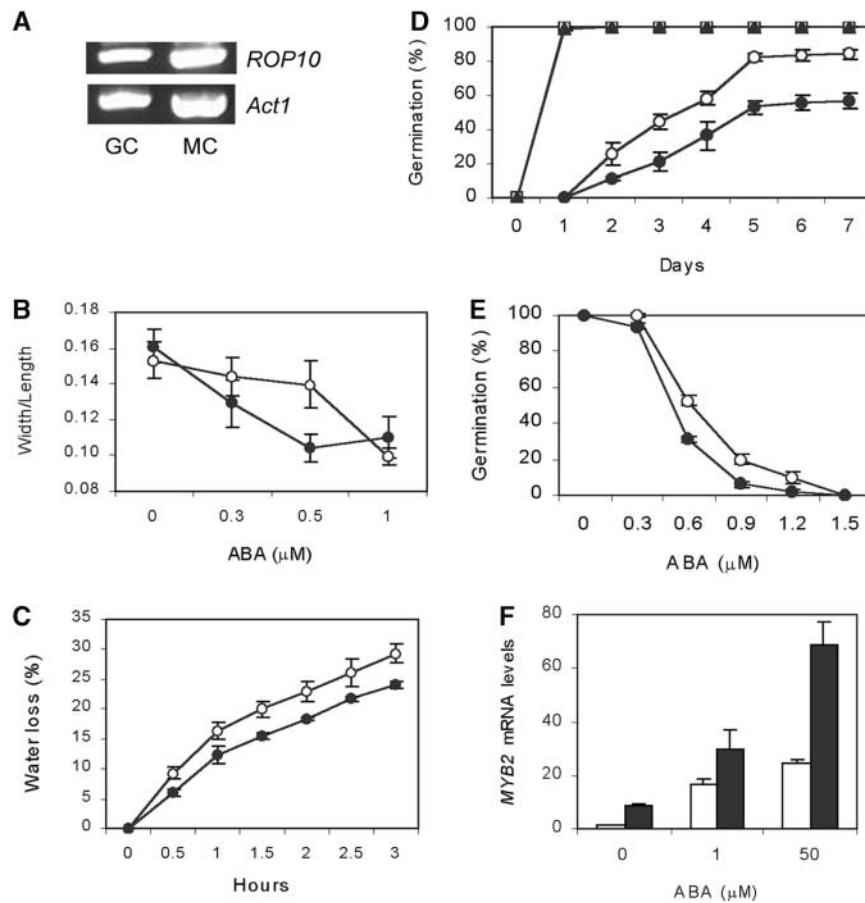 A
ROP10
Act1
GC MC
B
0.18
0.16
0.14
0.12
0.10
0.08
Width/Length
0 0.3 0.5 1
ABA (μM)
C
35
30
25
20
15
10
5
0
Water loss (%)
0 0.5 1 1.5 2 2.5 3
Hours
D
100
80
60
40
20
0
Germination (%)
0 1 2 3 4 5 6 7
Days
E
100
80
60
40
20
0
Germination (%)
0 0.3 0.6 0.9 1.2 1.5
ABA (μM)
F
80
60
40
20
0
MYB2 mRNA levels
0 1 50
ABA (μM)